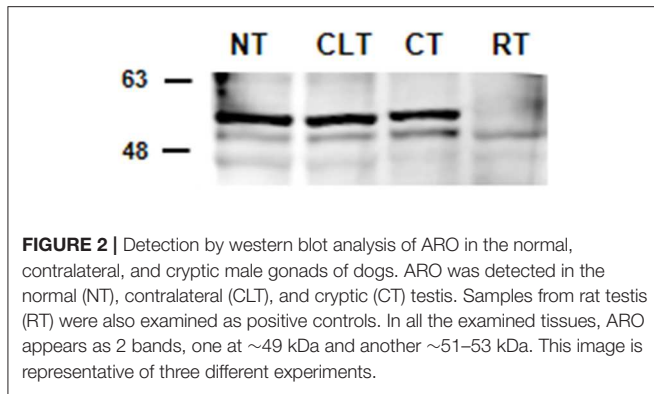 NT CLT CT RT
63
48
FIGURE 2 | Detection by western blot analysis of ARO in the normal,
contralateral, and cryptic male gonads of dogs. ARO was detected in the
normal (NT), contralateral (CLT), and cryptic (CT) testis. Samples from rat testis
(RT) were also examined as positive controls. In all the examined tissues, ARO
appears as 2 bands, one at ∼49 kDa and another ∼51–53 kDa. This image is
representative of three different experiments.